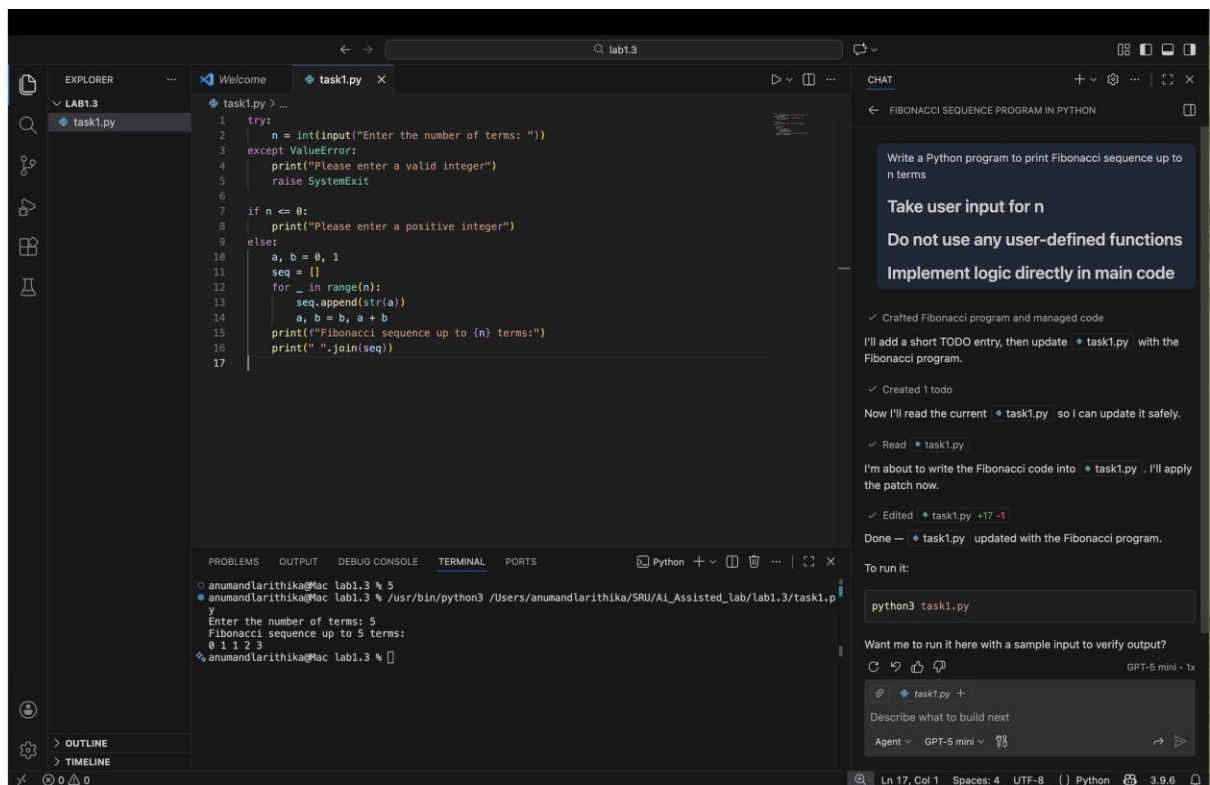 lab1.3
EXPLORER
LAB1.3
task1.py
OUTLINE
TIMELINE
Welcome
task1.py
task1.py > ...
1 try:
2 n = int(input("Enter the number of terms: "))
3 except ValueError:
4 print("Please enter a valid integer")
5 raise SystemExit
6
7 if n <= 0:
8 print("Please enter a positive integer")
9 else:
10 a, b = 0, 1
11 seq = []
12 for _ in range(n):
13 seq.append(str(a))
14 a, b = b, a + b
15 print(f"Fibonacci sequence up to {n} terms:")
16 print(" ".join(seq))
17
PROBLEMS OUTPUT DEBUG CONSOLE TERMINAL PORTS
Python
anumandlarithika@Mac lab1.3 % 5
anumandlarithika@Mac lab1.3 % /usr/bin/python3 /Users/anumandlarithika/SRU/Ai_Assisted_lab/lab1.3/task1.p
y
Enter the number of terms: 5
Fibonacci sequence up to 5 terms:
0 1 1 2 3
anumandlarithika@Mac lab1.3 %
CHAT
FIBONACCI SEQUENCE PROGRAM IN PYTHON
Write a Python program to print Fibonacci sequence up to
n terms
Take user input for n
Do not use any user-defined functions
Implement logic directly in main code
Crafted Fibonacci program and managed code
I'll add a short TODO entry, then update task1.py with the
Fibonacci program.
Created 1 todo
Now I'll read the current task1.py so I can update it safely.
Read task1.py
I'm about to write the Fibonacci code into task1.py . I'll apply
the patch now.
Edited task1.py +17 -1
Done — task1.py updated with the Fibonacci program.
To run it:
python3 task1.py
Want me to run it here with a sample input to verify output?
GPT-5 mini • 1x
task1.py +
Describe what to build next
Agent GPT-5 mini
0 0
Ln 17, Col 1 Spaces: 4 UTF-8 { } Python 3.9.6